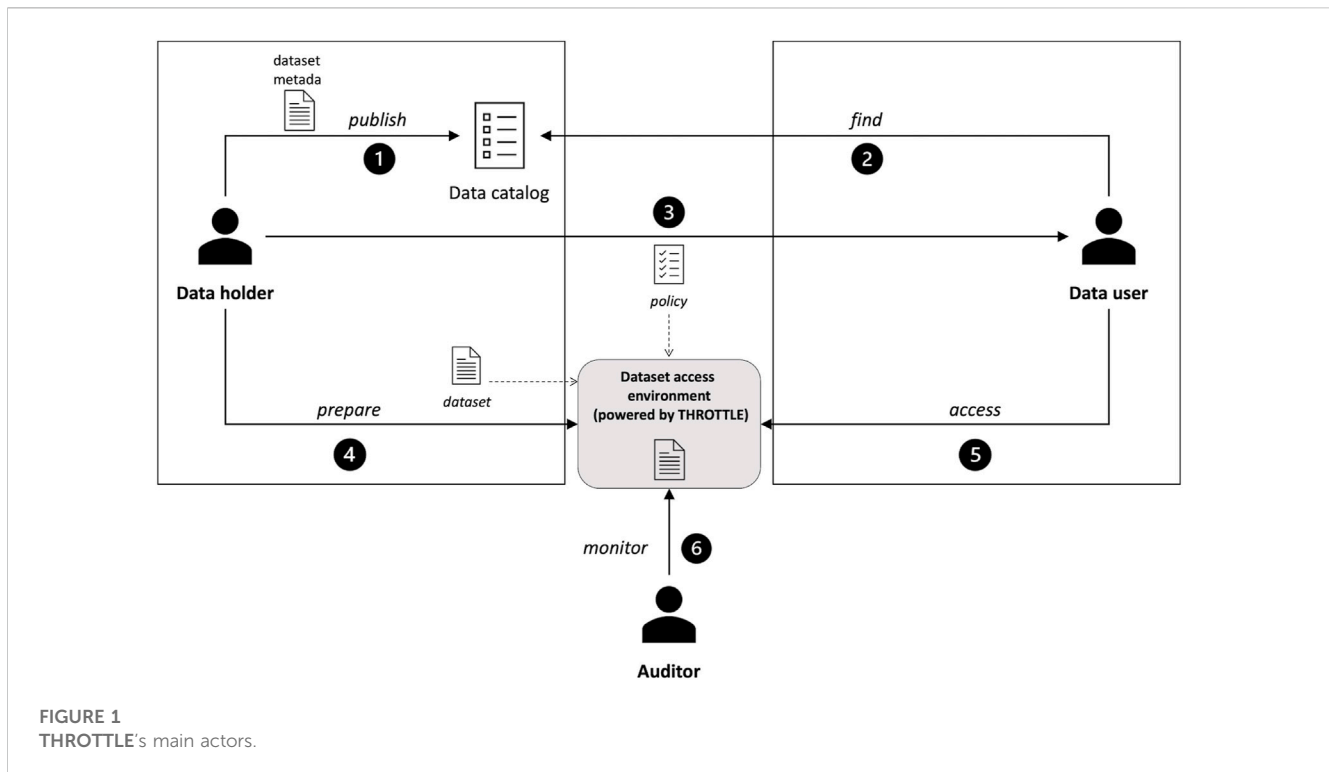 dataset
metada
publish
1
Data catalog
find
2
3
Data holder
Data user
policy
dataset
Dataset access
environment
(powered by THROTTLE)
prepare
4
access
5
monitor
6
Auditor
FIGURE 1
THROTTLE's main actors.